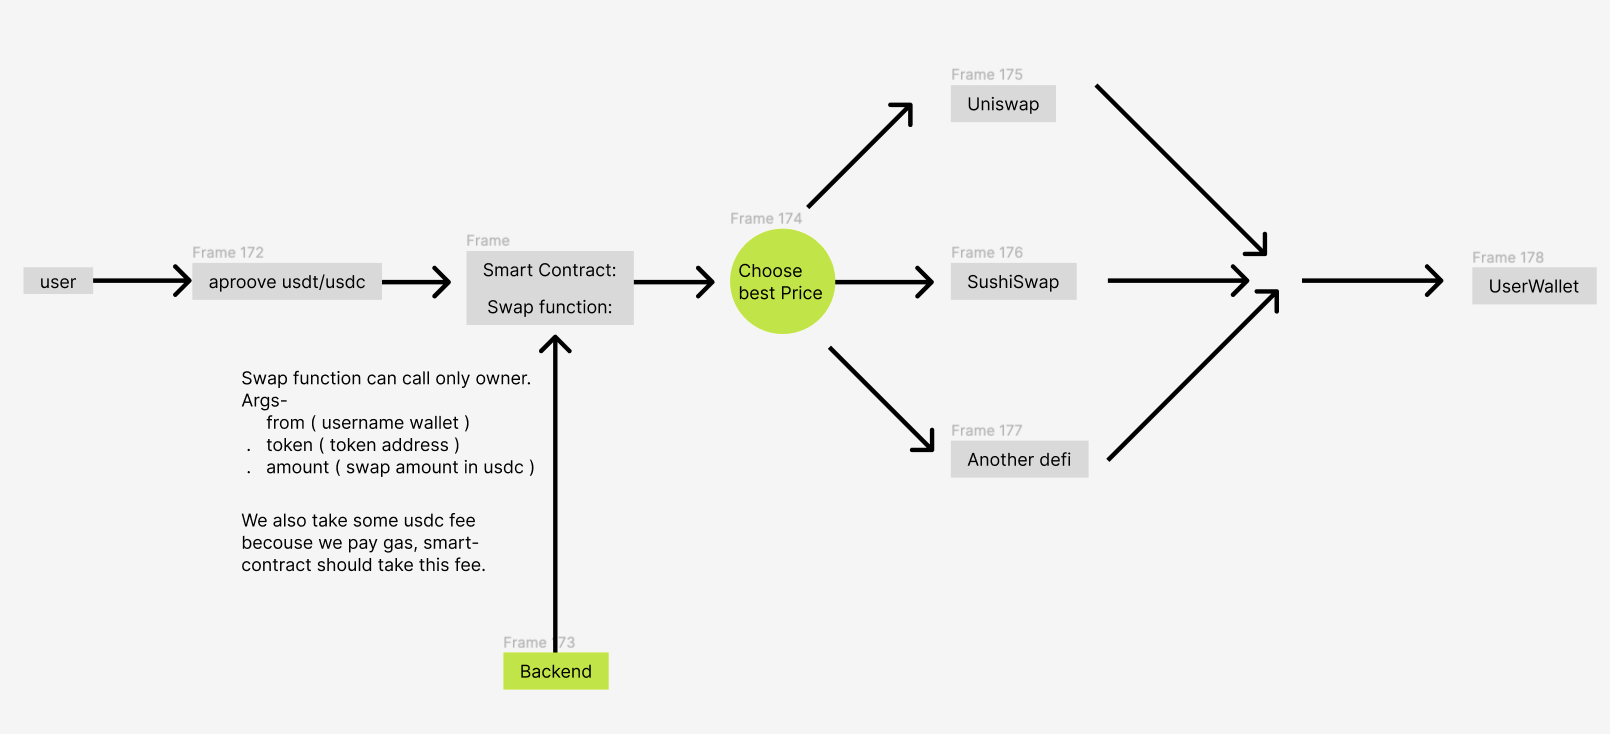 Frame 175
Uniswap
Frame 174
Frame
Frame 172
Frame 176
Frame 178
user
aproove usdt/usdc
Smart Contract:
Swap function:
Choose
best Price
SushiSwap
UserWallet
Swap function can call only owner.
Args-
from ( username wallet )
. token ( token address )
. amount ( swap amount in usdc )
Frame 177
Another defi
We also take some usdc fee
becouse we pay gas, smart-
contract should take this fee.
Frame 173
Backend